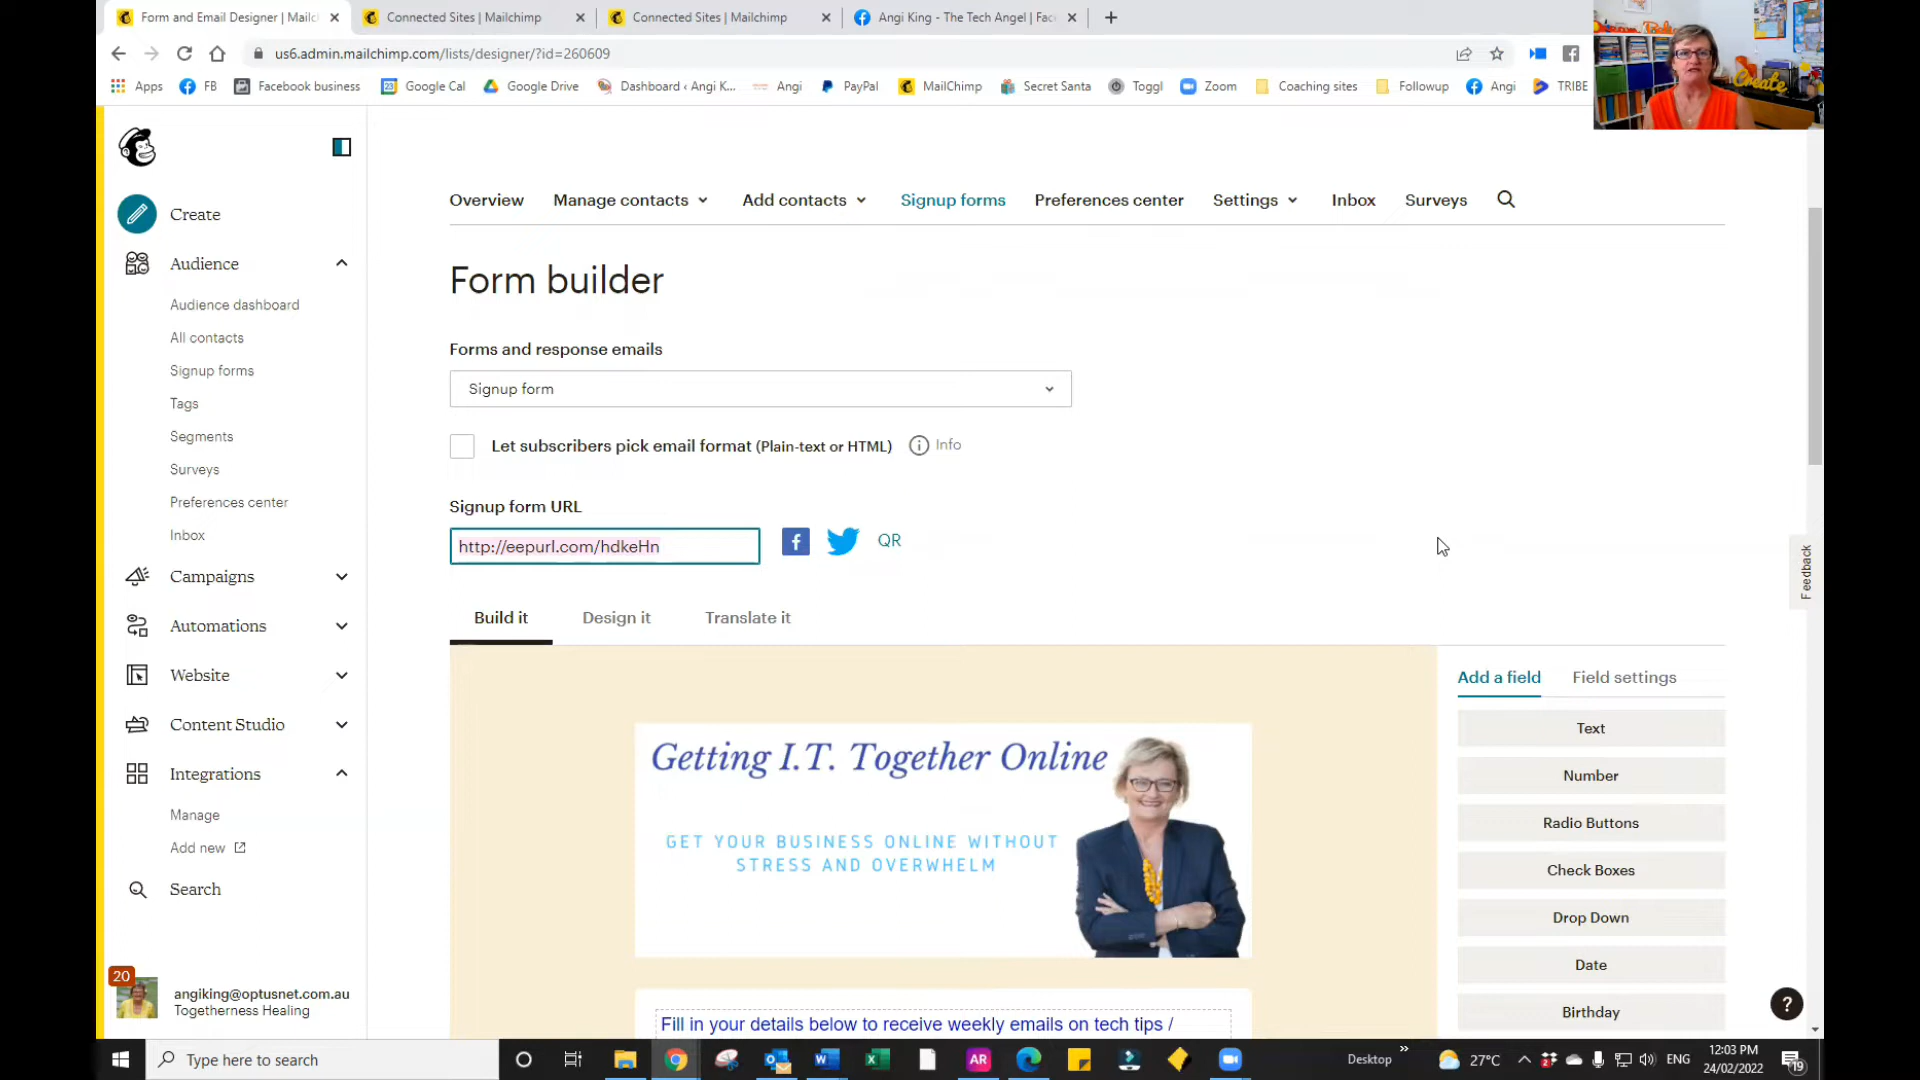 Form and Email Designer | Mailc
Connected Sites | Mailchimp
Connected Sites | Mailchimp
Angi King - The Tech Angel | Fac
us6.admin.mailchimp.com/lists/designer/?id=260609
Apps
FB
Facebook business
Google Cal
Google Drive
Dashboard ‹ Angi K...
Angi
PayPal
MailChimp
Secret Santa
Toggl
Zoom
Coaching sites
Followup
Angi
TRIBE
Create
Create
Audience
Audience dashboard
All contacts
Signup forms
Tags
Segments
Surveys
Preferences center
Inbox
Campaigns
Automations
Website
Content Studio
Integrations
Manage
Add new
Search
20
angiking@optusnet.com.au
Togetherness Healing
Overview
Manage contacts
Add contacts
Signup forms
Preferences center
Settings
Inbox
Surveys
Form builder
Forms and response emails
Signup form
Let subscribers pick email format (Plain-text or HTML)
Info
Signup form URL
http://eepurl.com/hdkeHn
QR
Build it
Design it
Translate it
Getting I.T. Together Online
GET YOUR BUSINESS ONLINE WITHOUT
STRESS AND OVERWHELM
Fill in your details below to receive weekly emails on tech tips /
Add a field
Field settings
Text
Number
Radio Buttons
Check Boxes
Drop Down
Date
Birthday
Feedback
?
Type here to search
AR
Desktop
27°C
ENG
12:03 PM
24/02/2022
19